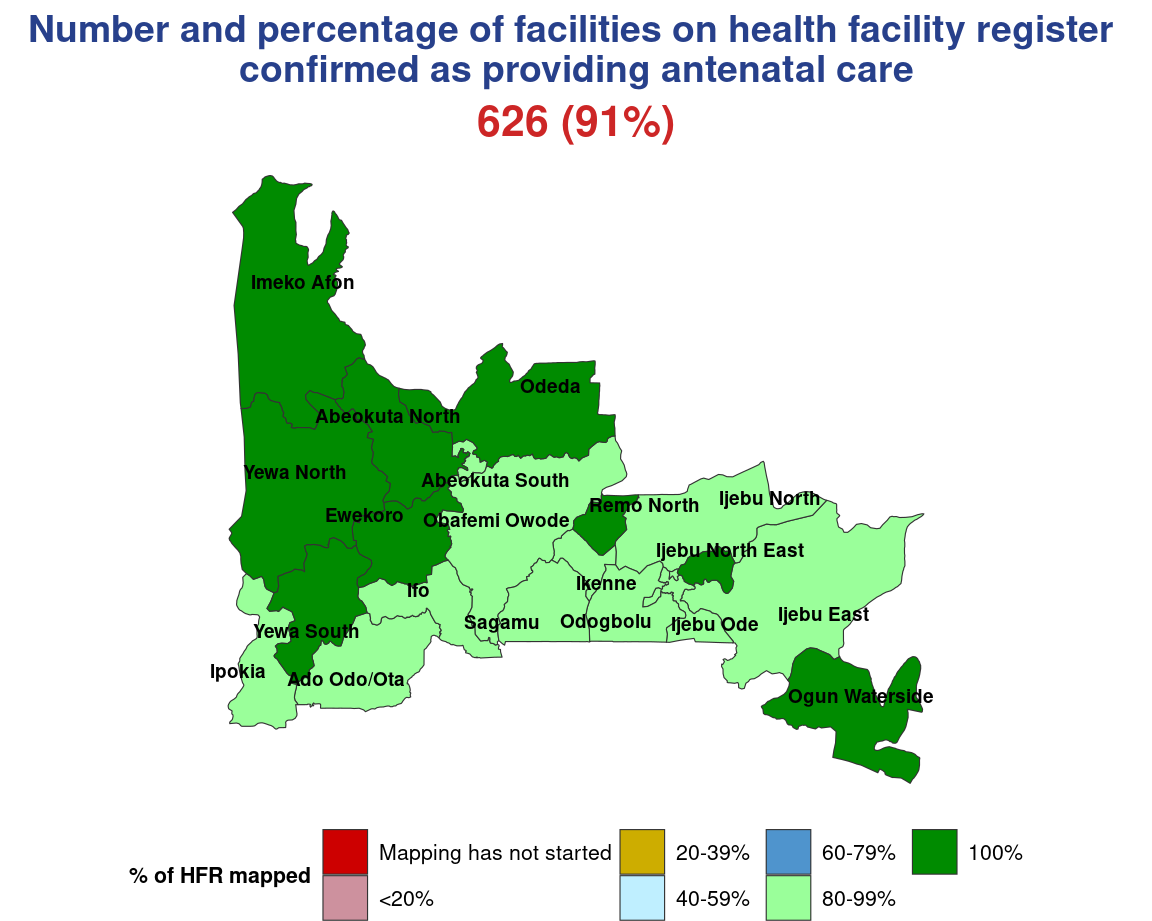 Number and percentage of facilities on health facility register
confirmed as providing antenatal care
626 (91%)
Imeko Afon
Odeda
Abeokuta North
Yewa North
Abeokuta South
Ijebu North
Remo North
Ewekoro
Obafemi Owode
Ijebu North East
Ikenne
Ifo
Ijebu East
Sagamu
Odogbolu
Ijebu Ode
Yewa South
Ipokia
Ado Odo/Ota
Ogun Waterside
% of HFR mapped
Mapping has not started
<20%
20-39%
40-59%
60-79%
80-99%
100%